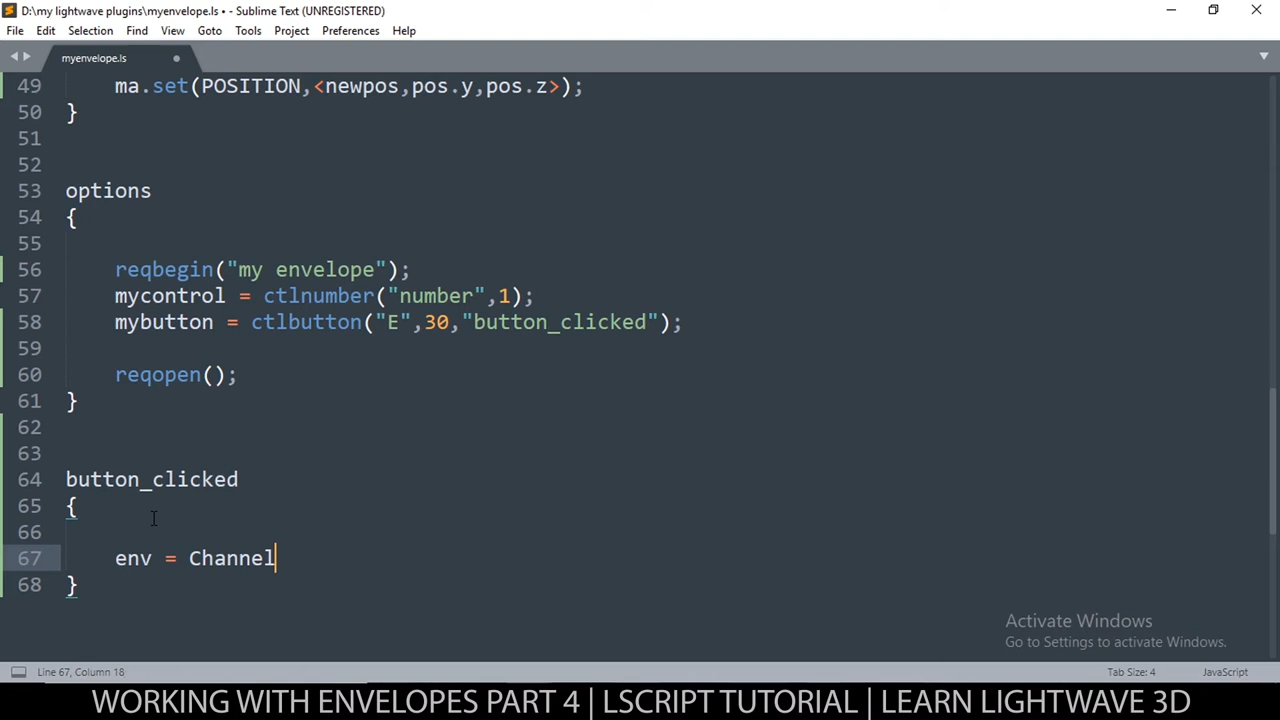 D:\my lightwave plugins\myenvelope.ls • - Sublime Text (UNREGISTERED)
File Edit Selection Find View Goto Tools Project Preferences Help
myenvelope.ls
49 ma.set(POSITION,<newpos,pos.y,pos.z>);
50 }
51
52
53 options
54 {
55
56 reqbegin("my envelope");
57 mycontrol = ctlnumber("number",1);
58 mybutton = ctlbutton("E",30,"button_clicked");
59
60 reqopen();
61 }
62
63
64 button_clicked
65 {
66
67 env = Channel
68 }
Activate Windows
Go to Settings to activate Windows.
Line 67, Column 18 Tab Size: 4 JavaScript
WORKING WITH ENVELOPES PART 4 | LSCRIPT TUTORIAL | LEARN LIGHTWAVE 3D